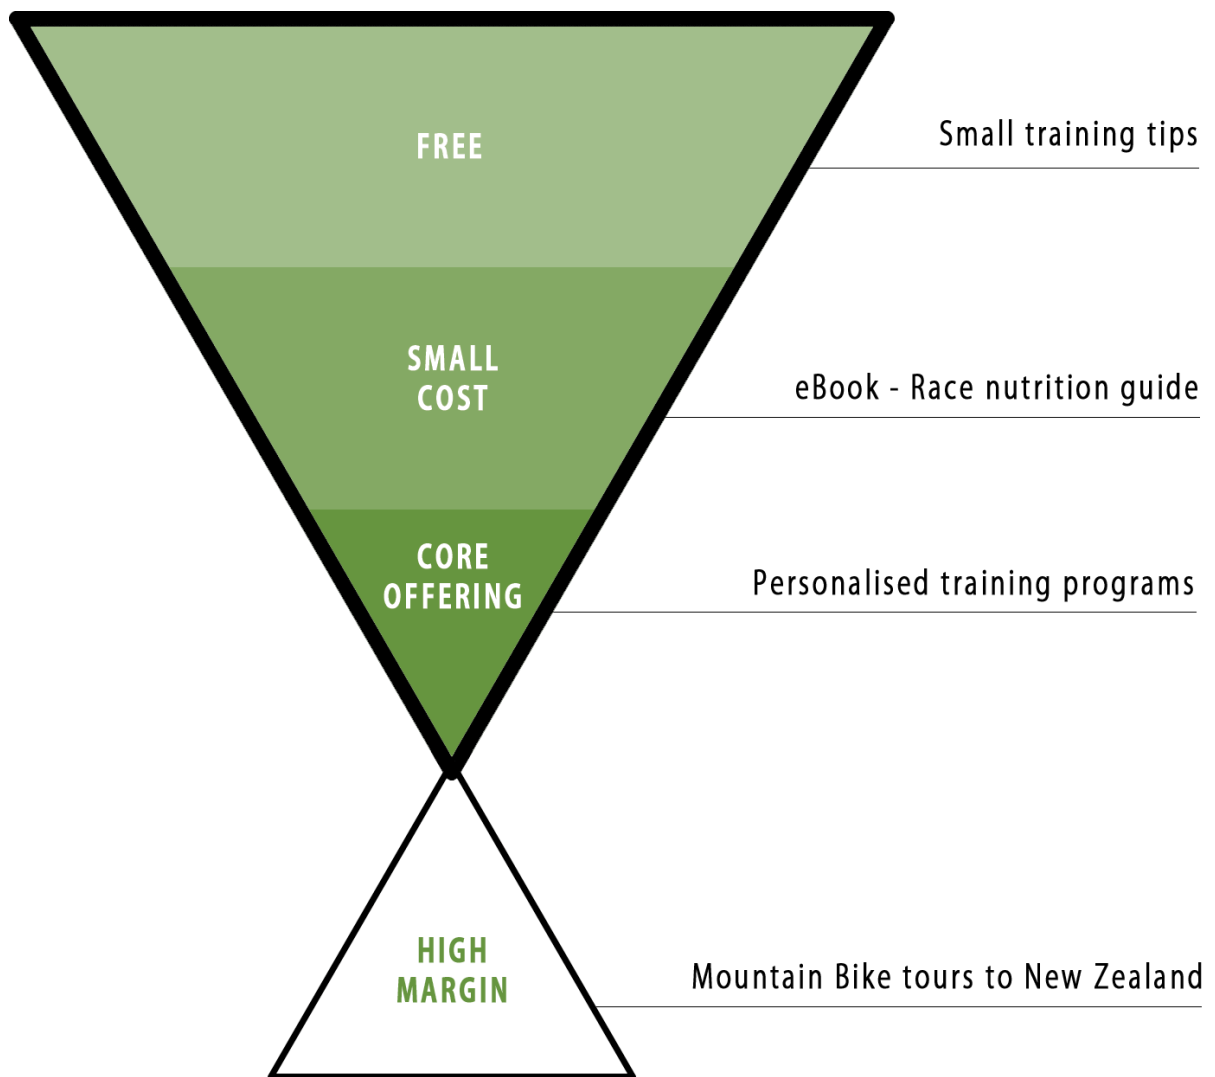 FREE
Small training tips
SMALL
COST
eBook - Race nutrition guide
CORE
OFFERING
Personalised training programs
HIGH
MARGIN
Mountain Bike tours to New Zealand